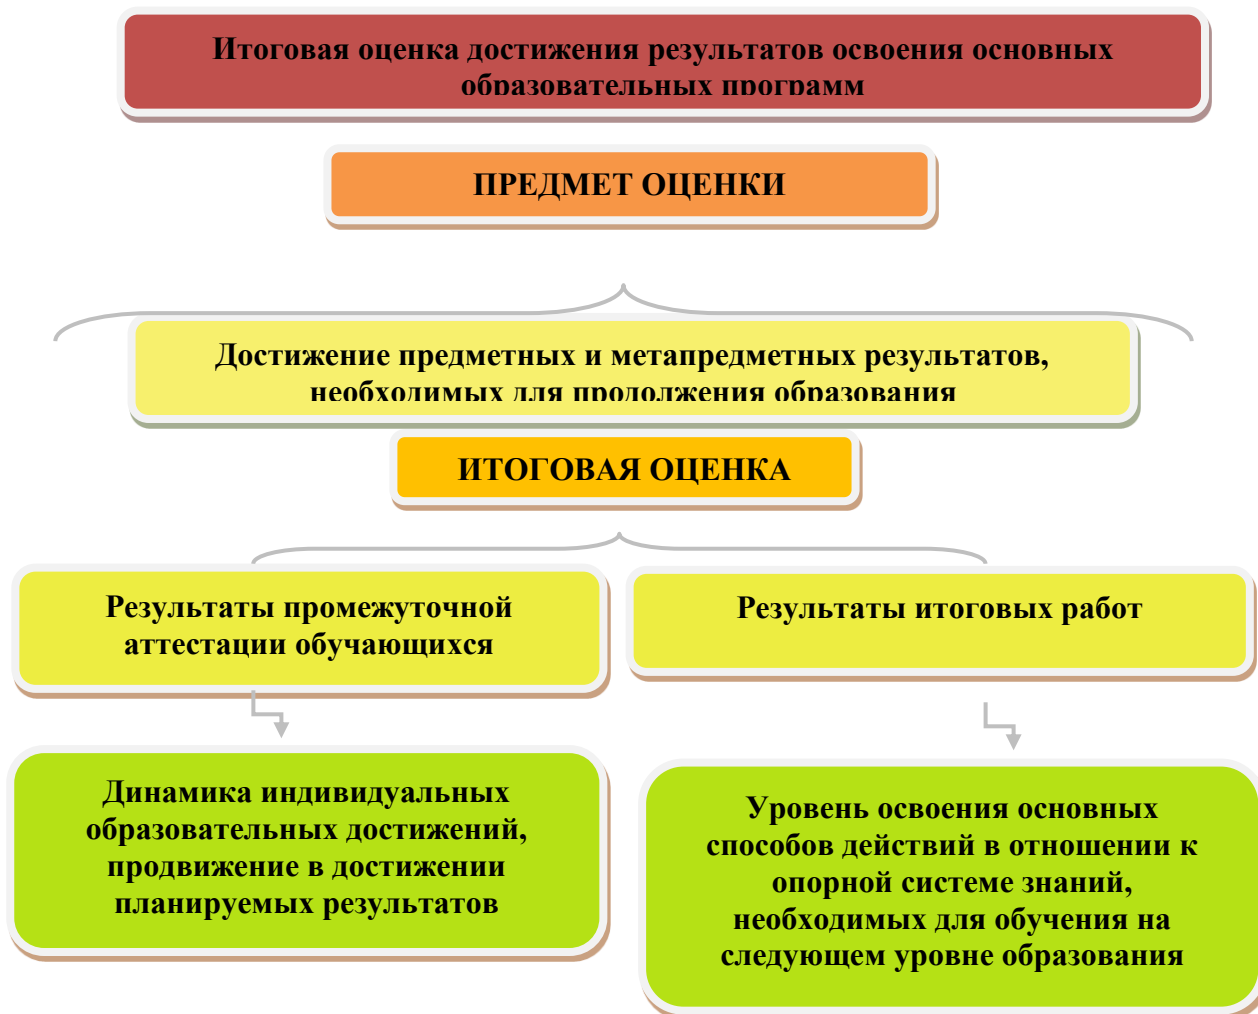 Итоговая оценка достижения результатов освоения основных
образовательных программ
ПРЕДМЕТ ОЦЕНКИ
Достижение предметных и метапредметных результатов,
необходимых для продолжения образования
ИТОГОВАЯ ОЦЕНКА
Результаты промежуточной
аттестации обучающихся
Результаты итоговых работ
Динамика индивидуальных
образовательных достижений,
продвижение в достижении
планируемых результатов
Уровень освоения основных
способов действий в отношении к
опорной системе знаний,
необходимых для обучения на
следующем уровне образования